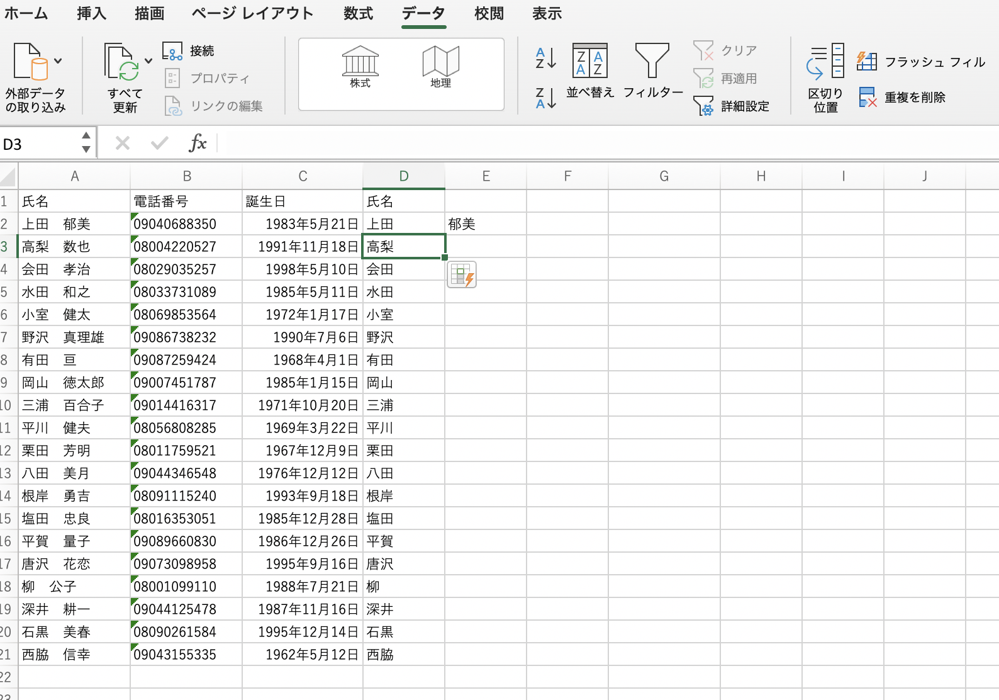 ホーム 挿入 描画 ページ レイアウト 数式 データ 校閲 表示
外部データ
の取り込み
すべて
更新
接続
プロパティ
リンクの編集
株式 地理
並べ替え フィルター
クリア
再適用
詳細設定
区切り
位置
フラッシュ フィル
重複を削除
D3 fx
A B C D E F G H I J
1 氏名 電話番号 誕生日 氏名
2 上田　郁美 09040688350 1983年5月21日 上田 郁美
3 高梨　数也 08004220527 1991年11月18日 高梨
4 会田　孝治 08029035257 1998年5月10日 会田
5 水田　和之 08033731089 1985年5月11日 水田
6 小室　健太 08069853564 1972年1月17日 小室
7 野沢　真理雄 09086738232 1990年7月6日 野沢
8 有田　亘 09087259424 1968年4月1日 有田
9 岡山　徳太郎 09007451787 1985年1月15日 岡山
10 三浦　百合子 09014416317 1971年10月20日 三浦
11 平川　健夫 08056808285 1969年3月22日 平川
12 栗田　芳明 08011759521 1967年12月9日 栗田
13 八田　美月 09044346548 1976年12月12日 八田
14 根岸　勇吉 08091115240 1993年9月18日 根岸
15 塩田　忠良 08016353051 1985年12月28日 塩田
16 平賀　量子 09089660830 1986年12月26日 平賀
17 唐沢　花恋 09073098958 1995年9月16日 唐沢
18 柳　公子 08001099110 1988年7月21日 柳
19 深井　耕一 09044125478 1987年11月16日 深井
20 石黒　美春 08090261584 1995年12月14日 石黒
21 西脇　信幸 09043155335 1962年5月12日 西脇
22
23